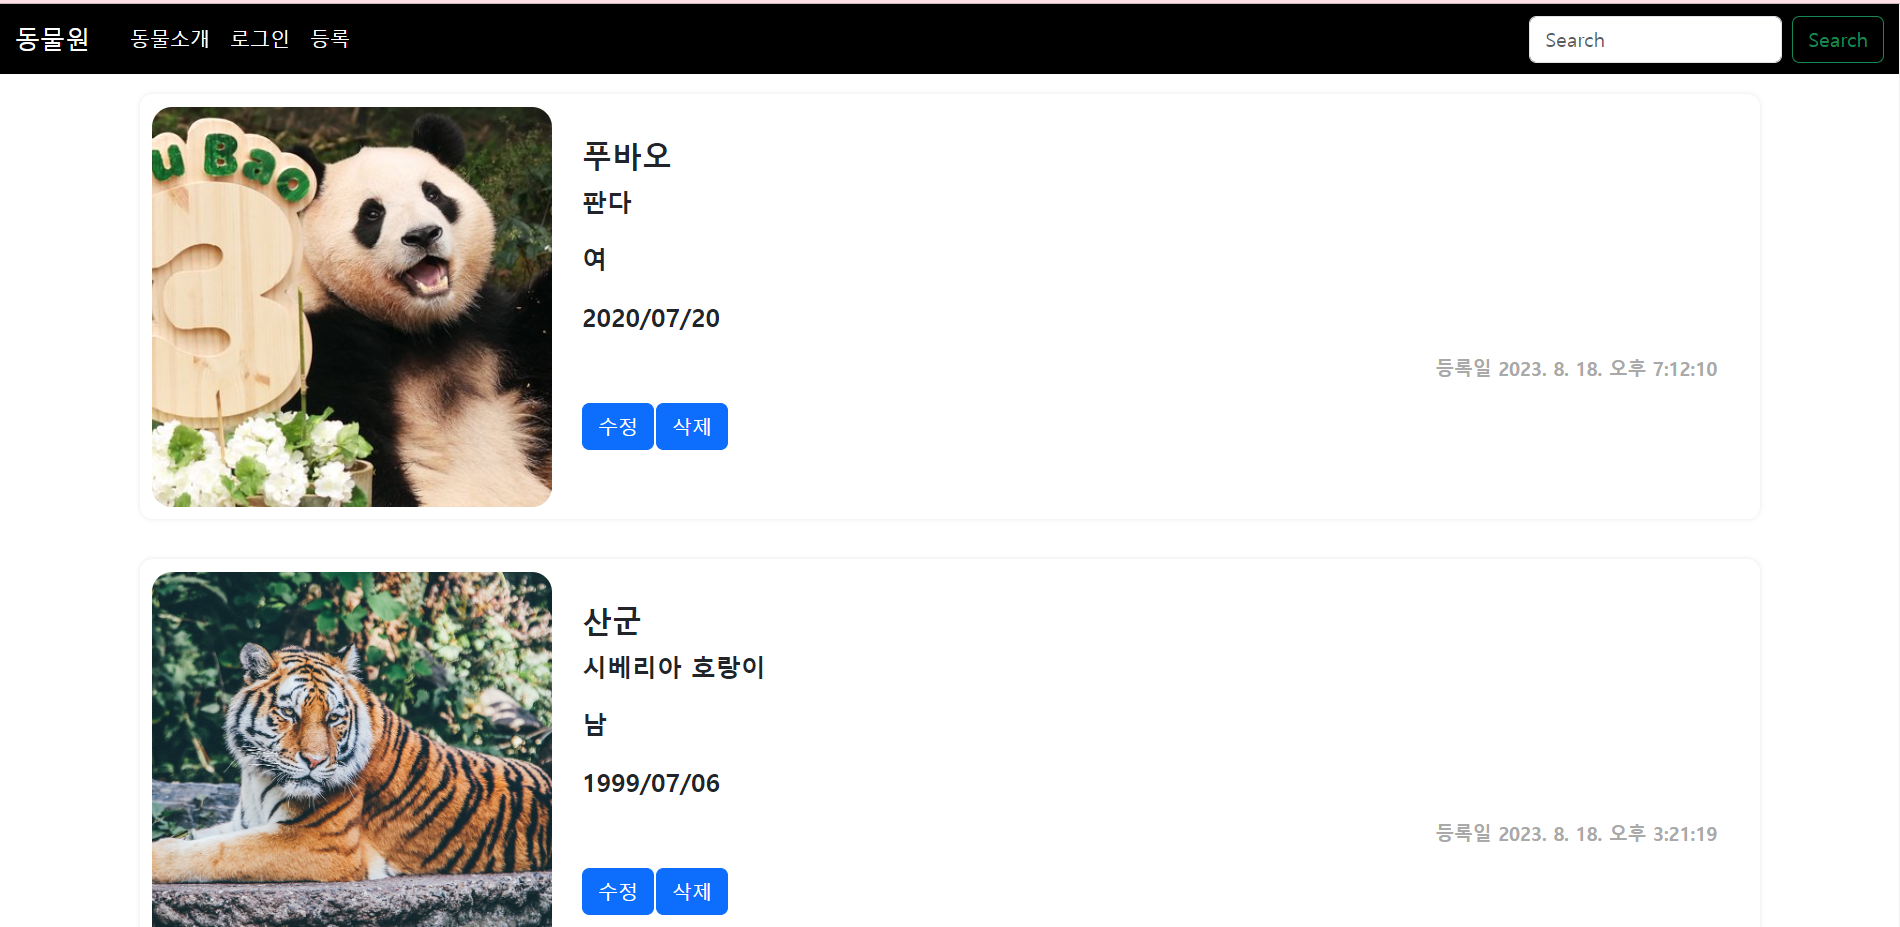 동물원 동물소개 로그인 등록 Search Search
u Bao
3
푸바오
판다
여
2020/07/20
등록일 2023. 8. 18. 오후 7:12:10
수정 삭제
산군
시베리아 호랑이
남
1999/07/06
등록일 2023. 8. 18. 오후 3:21:19
수정 삭제